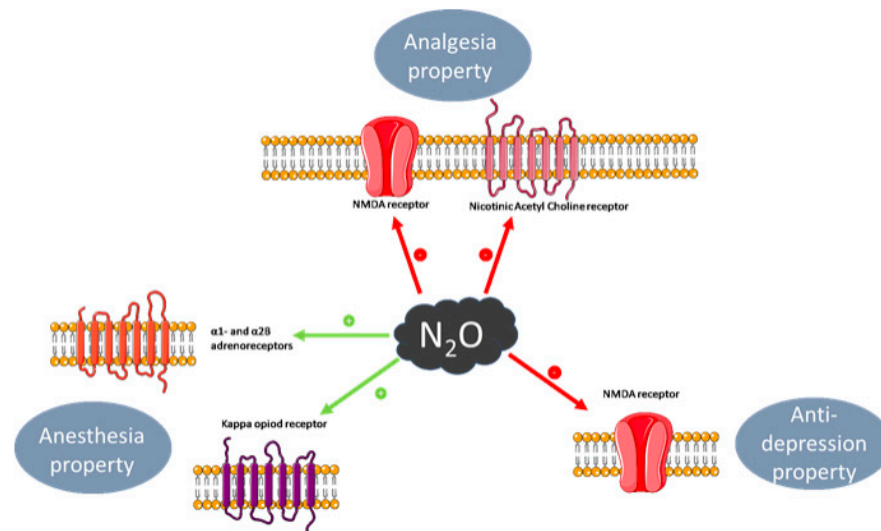 Analgesia
property
NMDA receptor
Nicotinic Acetyl Choline receptor
α1- and α2B
adrenoreceptors
N₂O
Kappa opiod receptor
NMDA receptor
Anesthesia
property
Anti-
depression
property